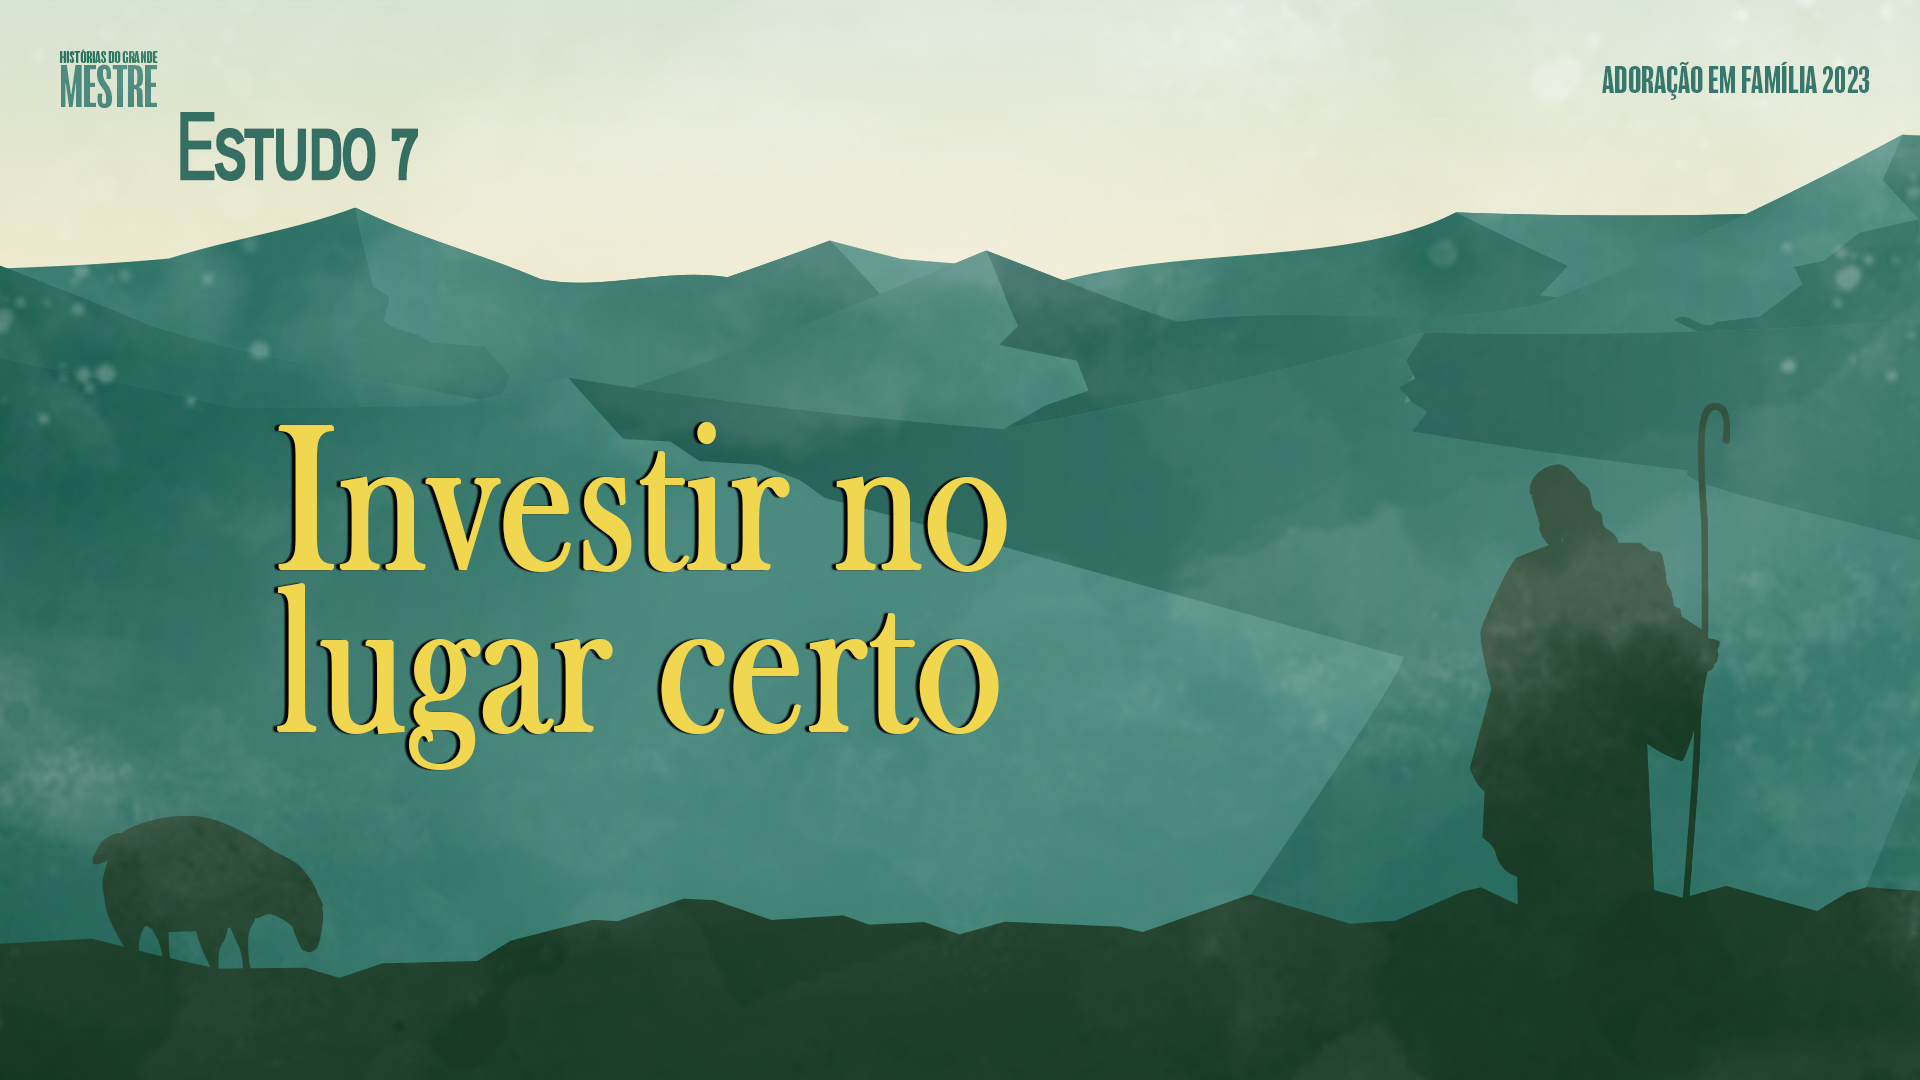 HISTÓRIAS DO GRANDE
MESTRE
ADORAÇÃO EM FAMÍLIA 2023
ESTUDO 7
Investir no
lugar certo